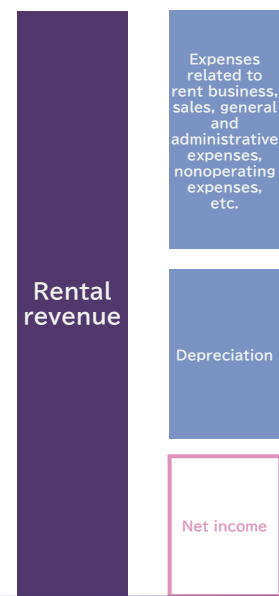 Rental
revenue
Expenses
related to
rent business,
sales, general
and
administrative
expenses,
nonoperating
expenses,
etc.
Depreciation
Net income